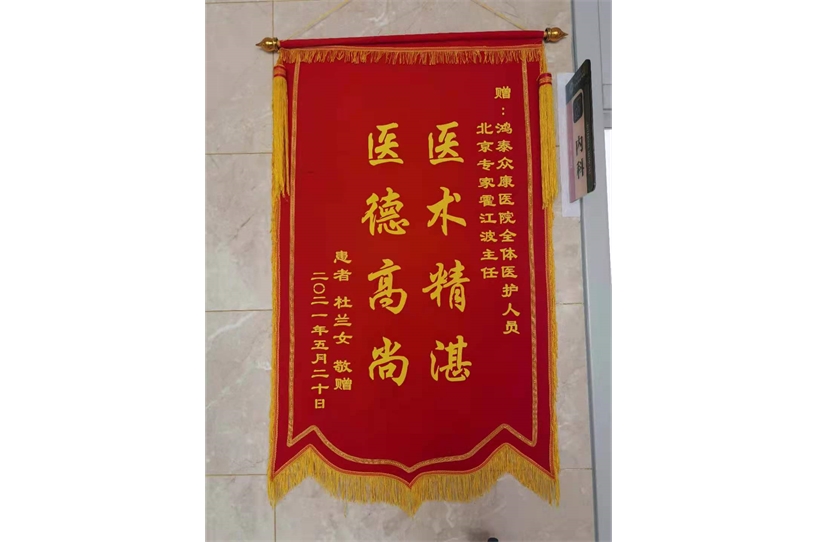 赠：鸿泰众康医院全体医护人员
北京专家霍江波主任
医术精湛
医德高尚
患者 杜兰女 敬赠
二〇二一年五月二十日
内科